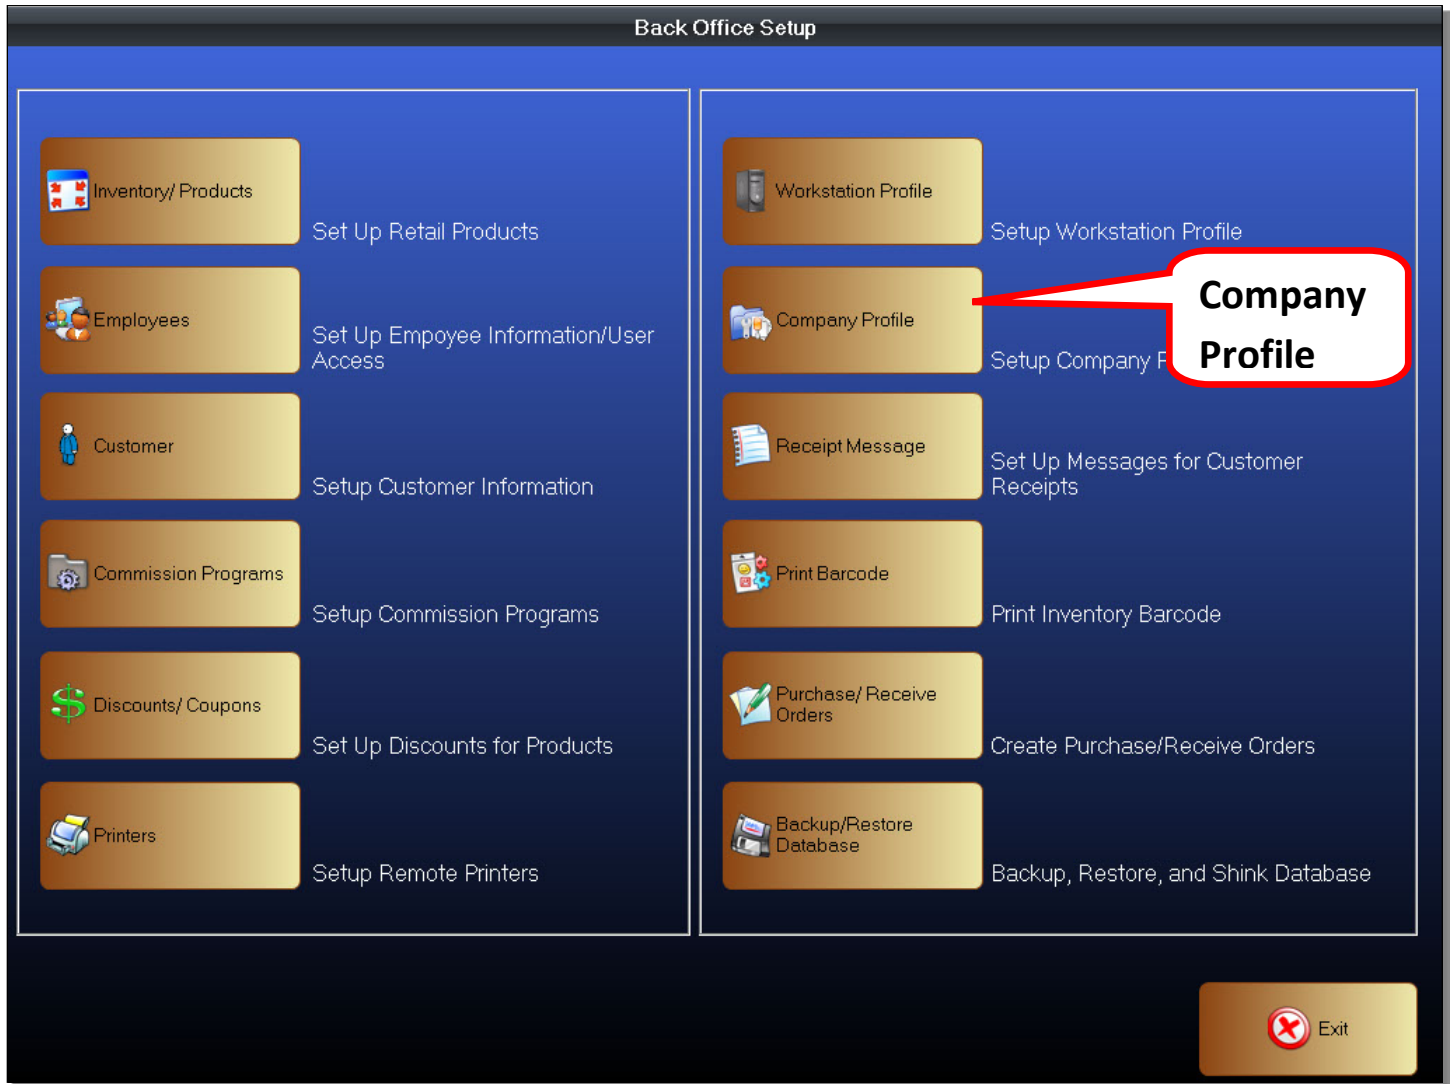 Back Office Setup
Inventory/ Products
Set Up Retail Products
Employees
Set Up Empoyee Information/User
Access
Customer
Setup Customer Information
Commission Programs
Setup Commission Programs
Discounts/ Coupons
Set Up Discounts for Products
Printers
Setup Remote Printers
Workstation Profile
Setup Workstation Profile
Company Profile
Setup Company
Company
Profile
Receipt Message
Set Up Messages for Customer
Receipts
Print Barcode
Print Inventory Barcode
Purchase/ Receive
Orders
Create Purchase/Receive Orders
Backup/Restore
Database
Backup, Restore, and Shink Database
Exit